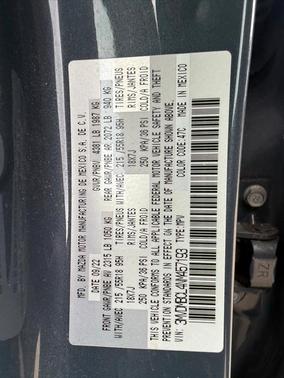 MFD BY MAZDA MOTOR MANUFACTURING DE MEXICO S.A. DE C.V.
09/22 GVWR/PNBV 4381 LB 1987 KG
FRONT/GAWR/PNBE AV 2315 LB 1050 KG REAR/GAWR/PNBE AR 2072 LB 940 KG
WITH/AVEC 215/55R18 95H TIRES/PNEUS WITH/AVEC 215/55R18 95H TIRES/PNEUS
18X7J RIMS/JANTES 18X7J RIMS/JANTES
250 KPA/36 PSI COLD/A FROID 250 KPA/36 PSI COLD/A FROID
THIS VEHICLE CONFORMS TO ALL APPLICABLE FEDERAL MOTOR VEHICLE SAFETY AND THEFT
PREVENTION STANDARDS IN EFFECT ON THE DATE OF MANUFACTURE SHOWN ABOVE.
TYPE:MPV COLOR CODE:47C MADE IN MEXICO